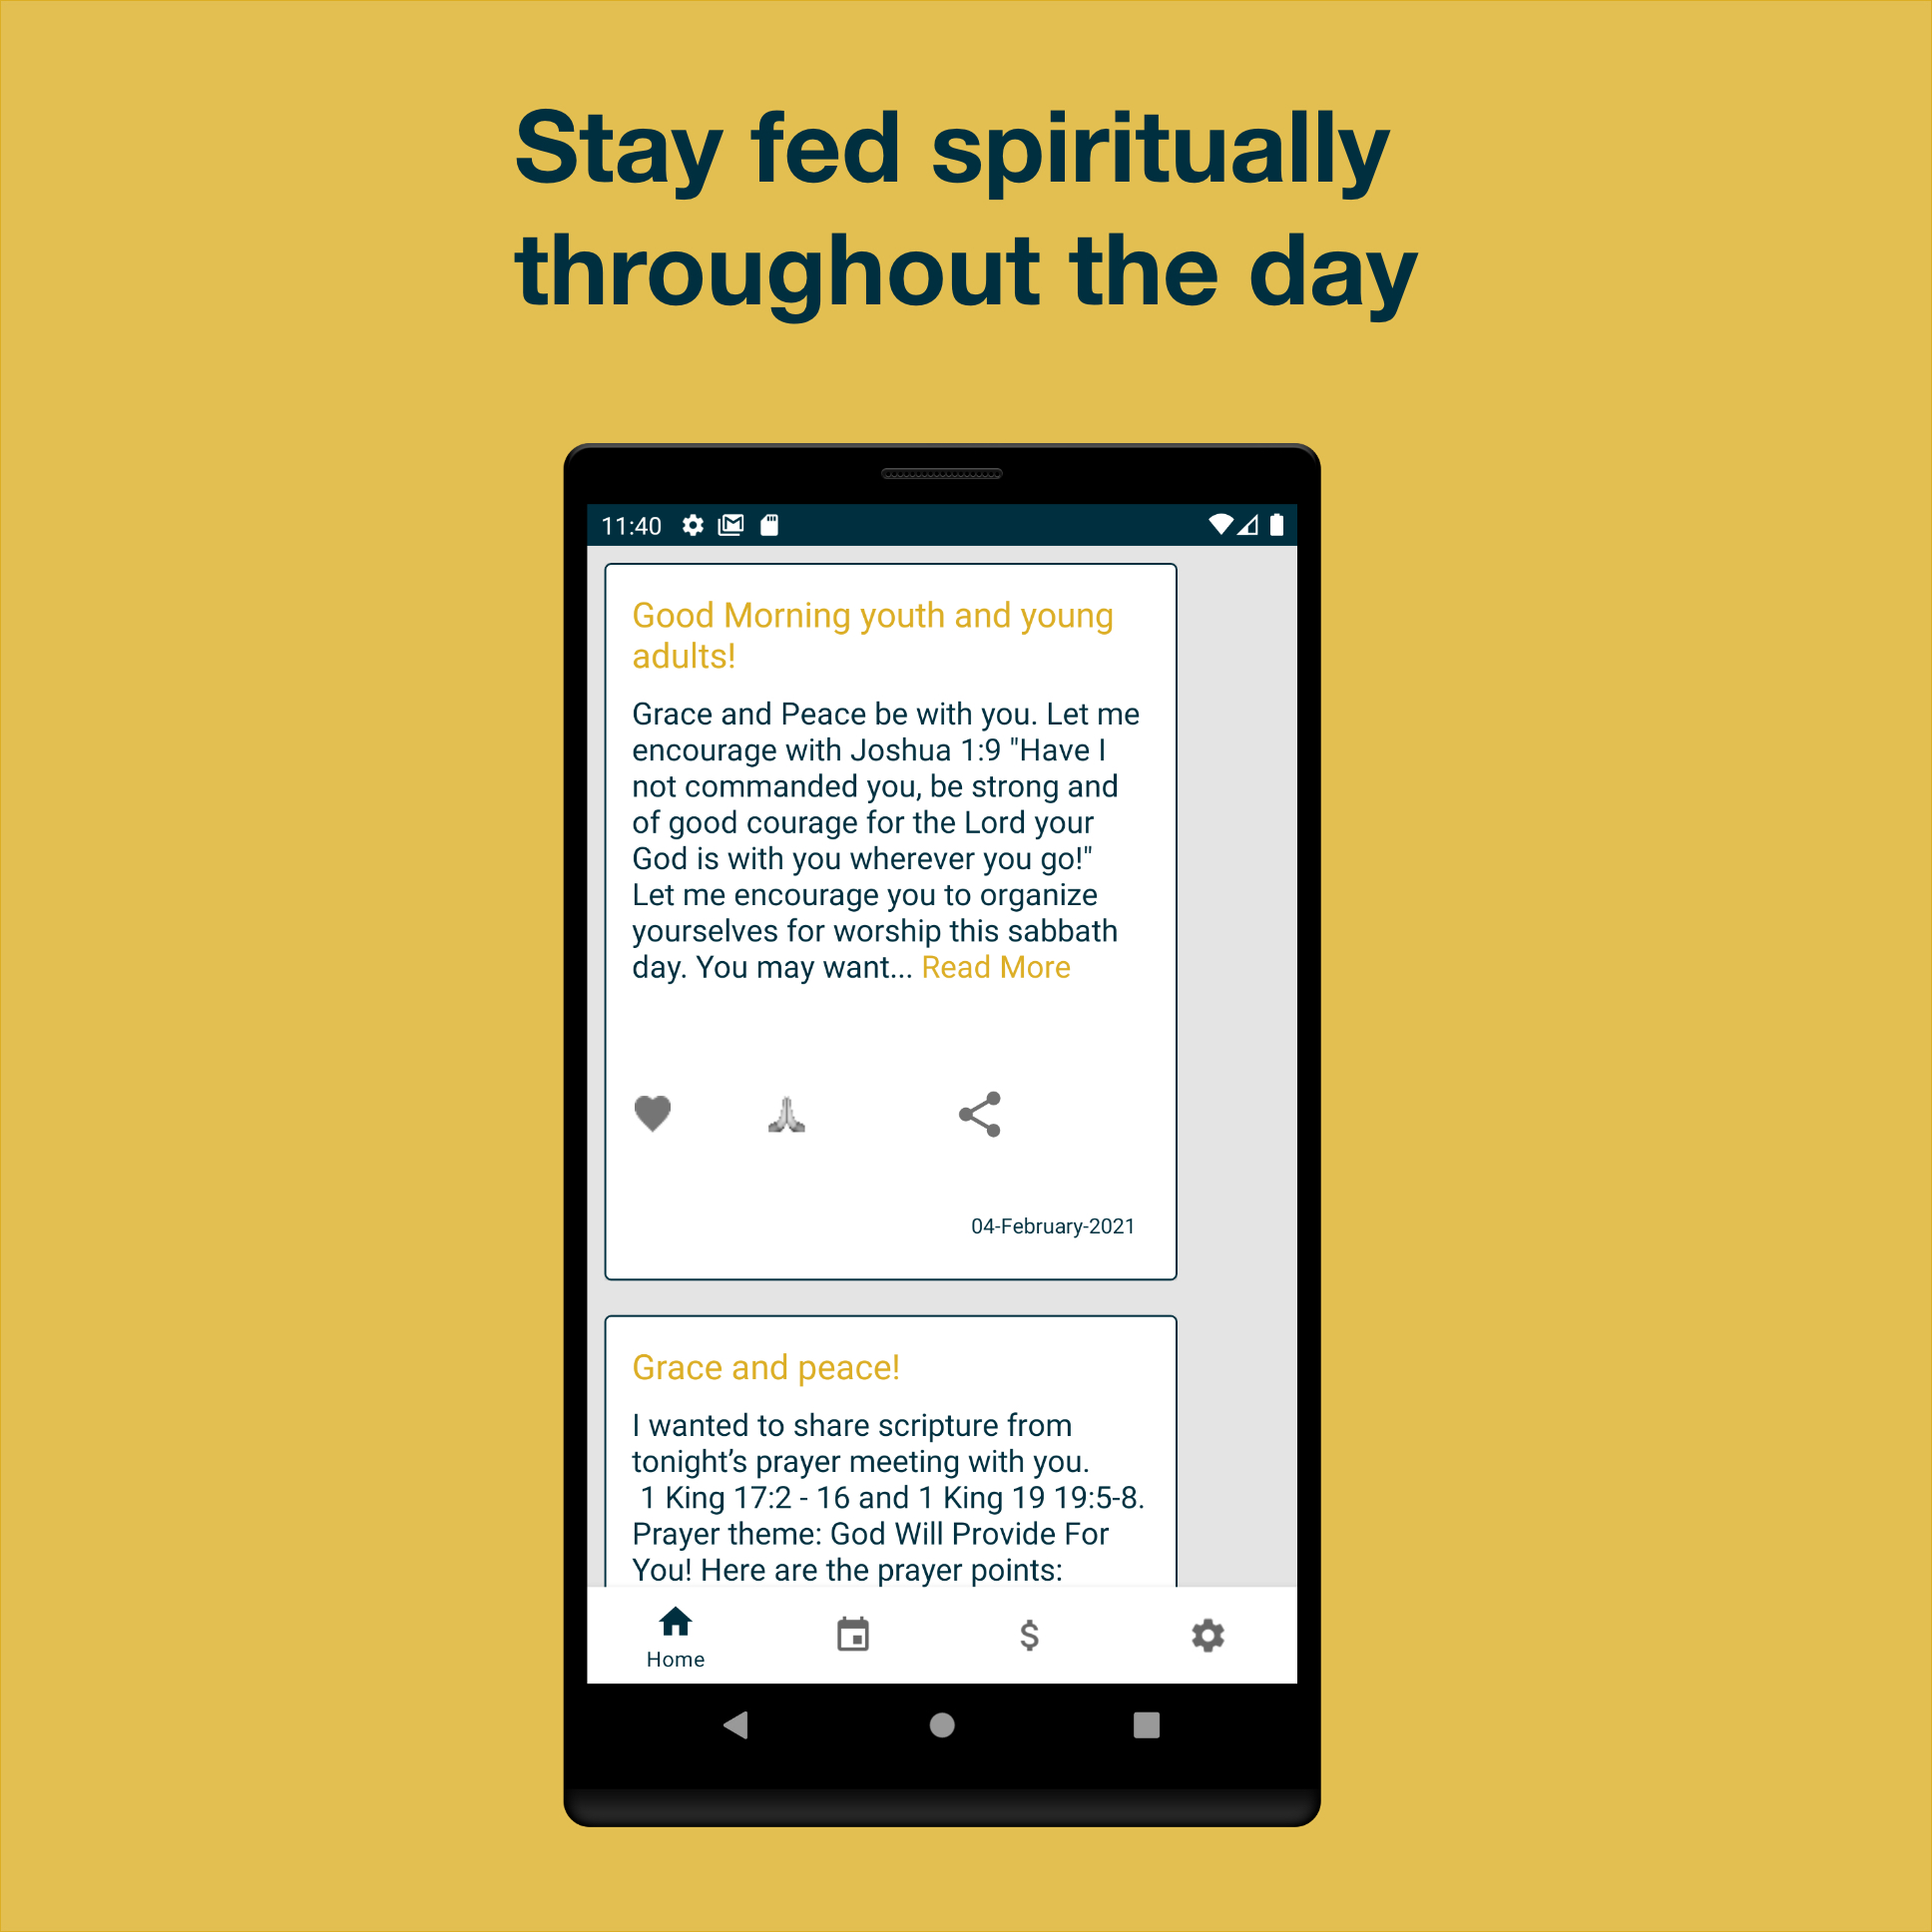 Stay fed spiritually
throughout the day
11:40
Good Morning youth and young
adults!
Grace and Peace be with you. Let me
encourage with Joshua 1:9 "Have I
not commanded you, be strong and
of good courage for the Lord your
God is with you wherever you go!"
Let me encourage you to organize
yourselves for worship this sabbath
day. You may want... Read More
04-February-2021
Grace and peace!
I wanted to share scripture from
tonight’s prayer meeting with you.
1 King 17:2 - 16 and 1 King 19 19:5-8.
Prayer theme: God Will Provide For
You! Here are the prayer points:
$
Home